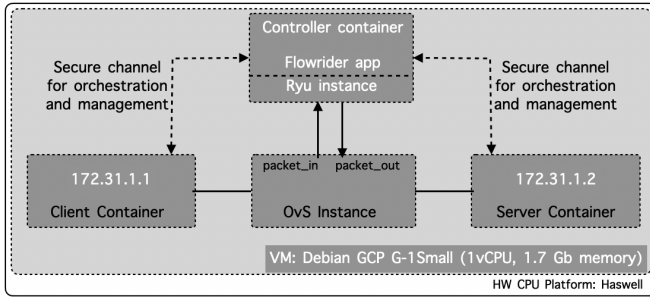 Controller container
Flowrider app
Ryu instance
Secure channel
for orchestration
and management
Secure channel
for orchestration
and management
packet_in packet_out
172.31.1.1
Client Container
OvS Instance
172.31.1.2
Server Container
VM: Debian GCP G-1Small (1vCPU, 1.7 Gb memory)
HW CPU Platform: Haswell